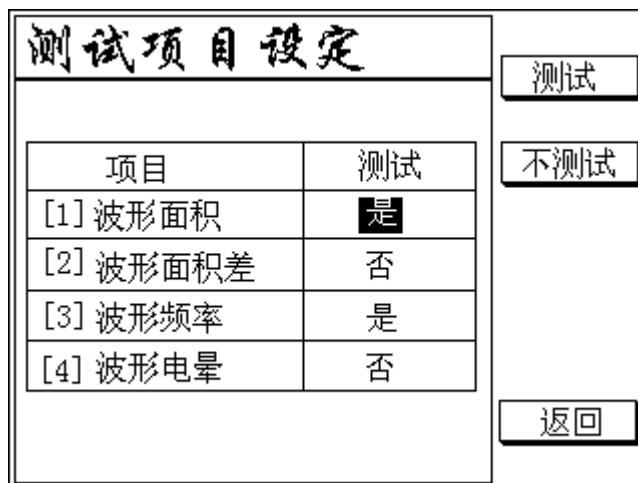 测试项目设定
测试
不测试
项目 测试
[1]波形面积 是
[2]波形面积差 否
[3]波形频率 是
[4]波形电晕 否
返回